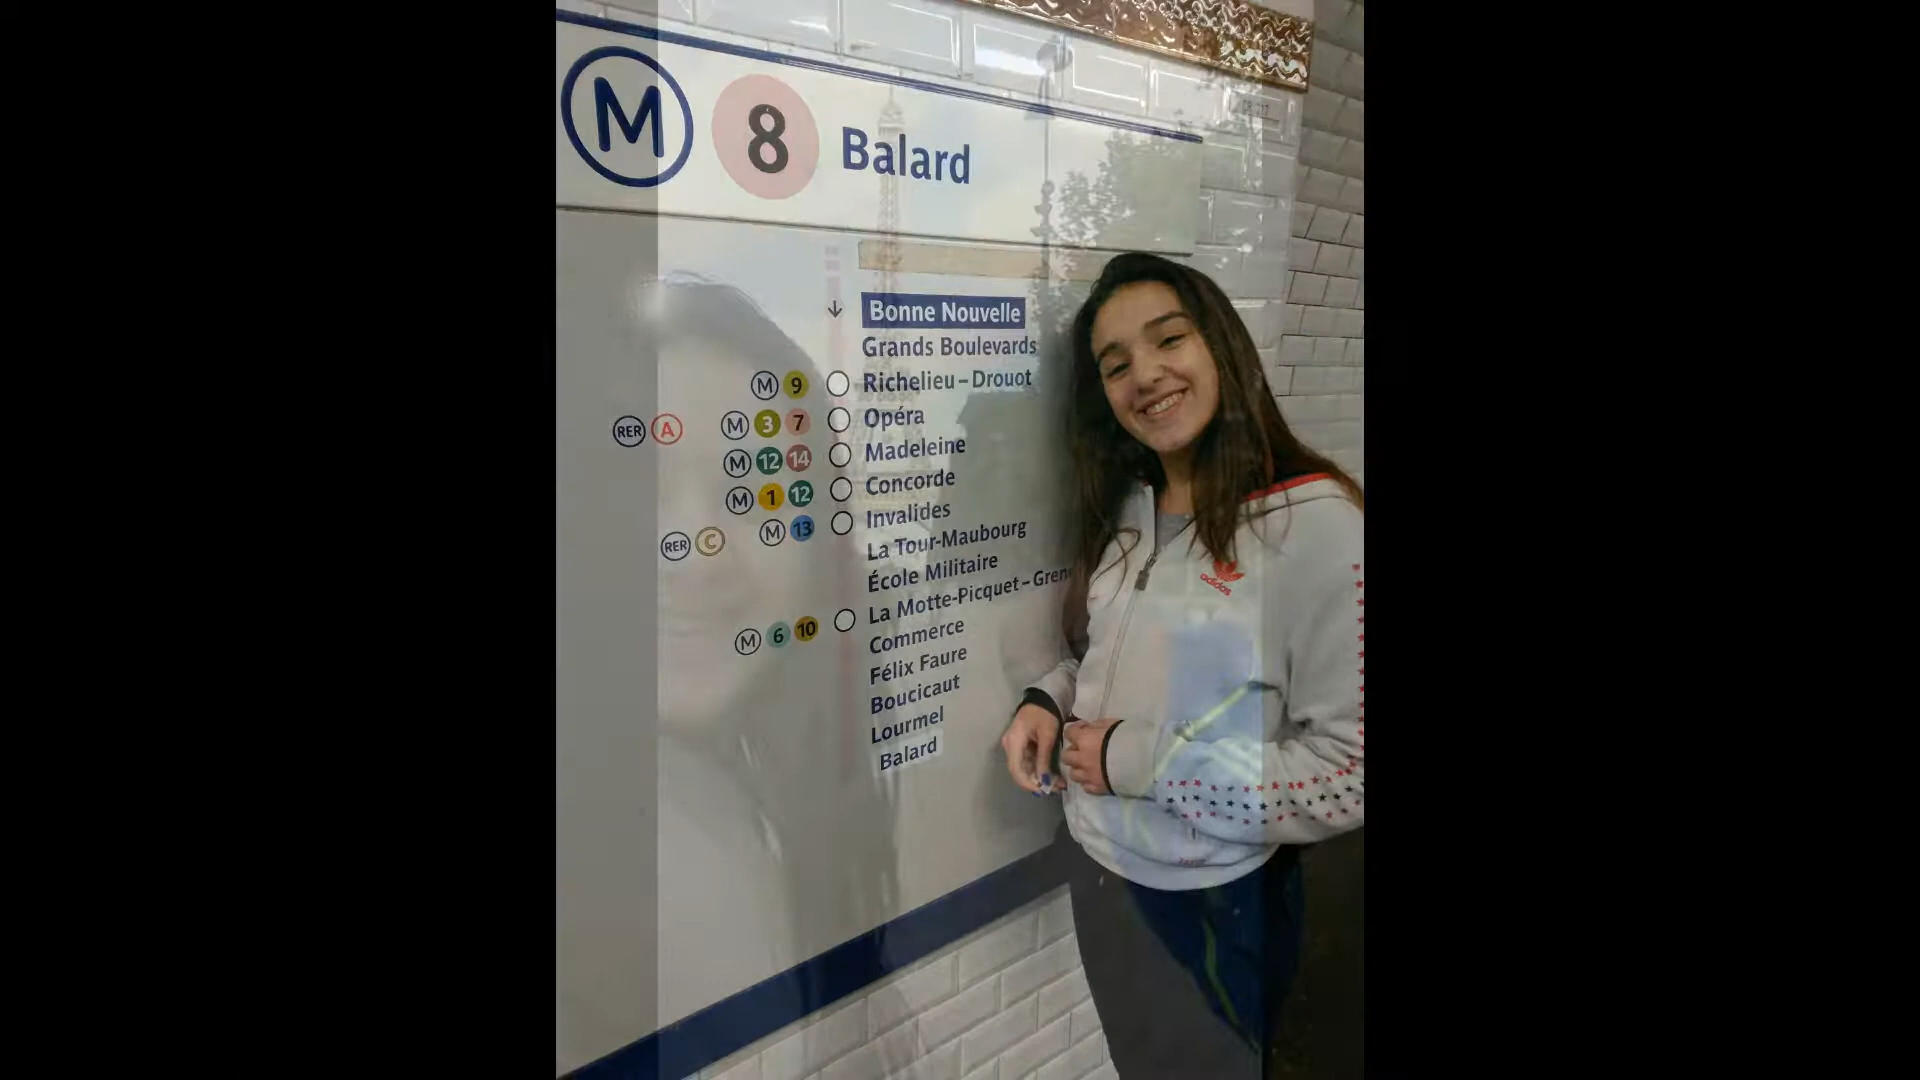 M 8 Balard
Bonne Nouvelle
Grands Boulevards
M 9 Richelieu – Drouot
RER A M 3 7 Opéra
M 12 14 Madeleine
M 1 12 Concorde
RER C M 13 Invalides
La Tour-Maubourg
École Militaire
M 6 10 La Motte-Picquet – Gren
Commerce
Félix Faure
Boucicaut
Lourmel
Balard
adidas